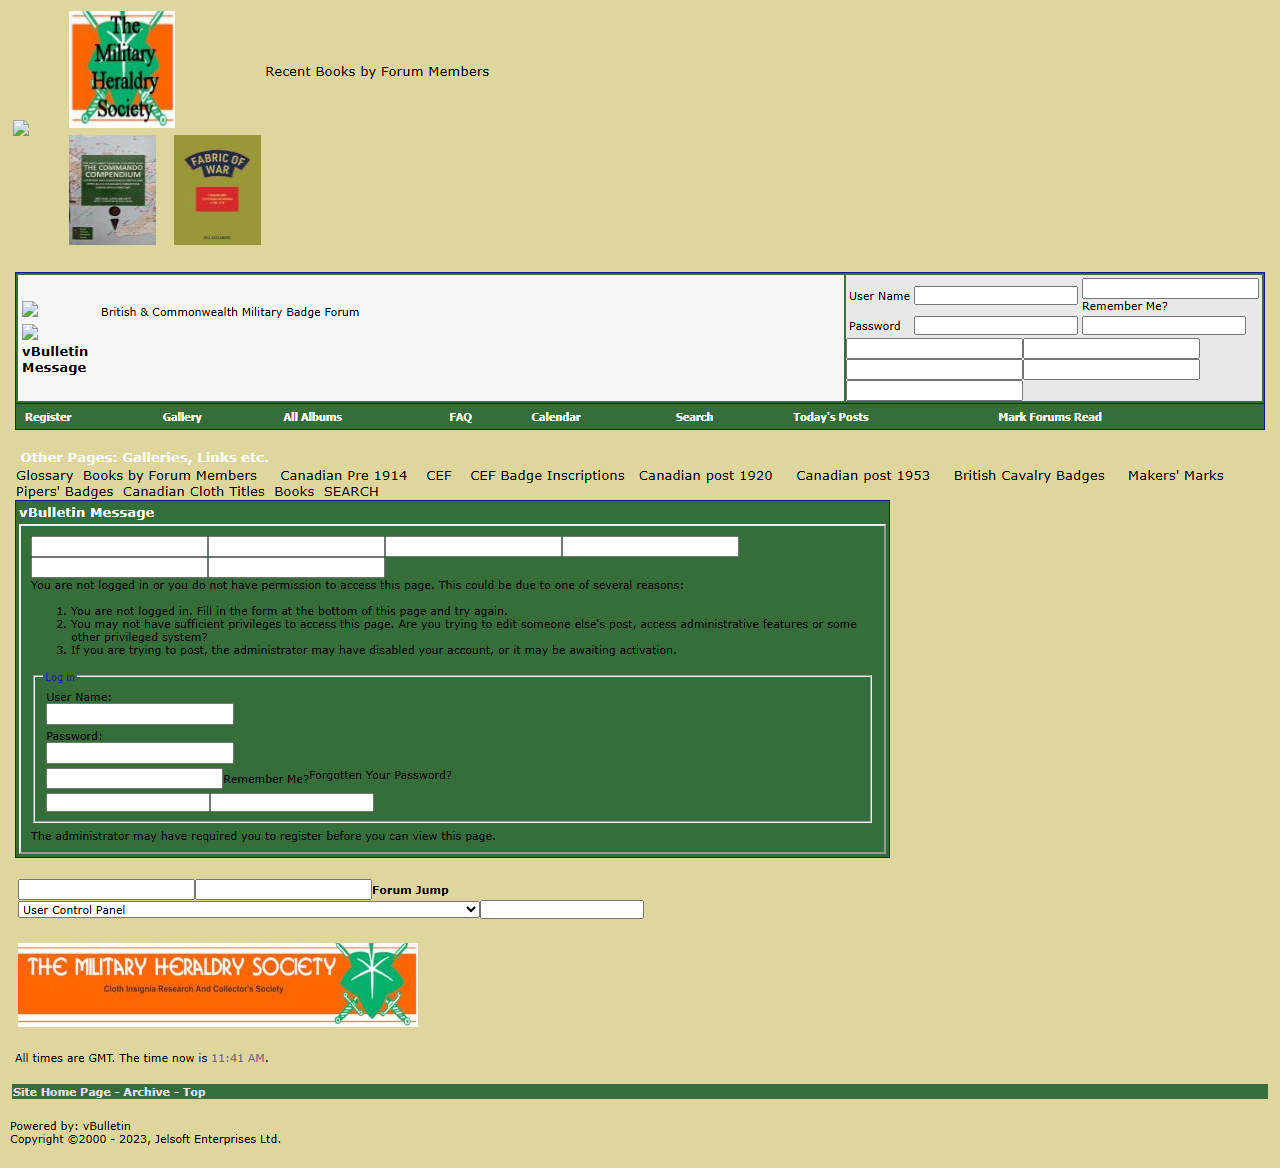 The
Military
Heraldry
Society
Recent Books by Forum Members
THE COMMANDO
COMPENDIUM
FABRIC OF
WAR
British & Commonwealth Military Badge Forum
vBulletin
Message
User Name
Remember Me?
Password
Register Gallery All Albums FAQ Calendar Search Today's Posts Mark Forums Read
Other Pages: Galleries, Links etc.
Glossary Books by Forum Members Canadian Pre 1914 CEF CEF Badge Inscriptions Canadian post 1920 Canadian post 1953 British Cavalry Badges Makers' Marks
Pipers' Badges Canadian Cloth Titles Books SEARCH
vBulletin Message
You are not logged in or you do not have permission to access this page. This could be due to one of several reasons:
1. You are not logged in. Fill in the form at the bottom of this page and try again.
2. You may not have sufficient privileges to access this page. Are you trying to edit someone else's post, access administrative features or some
other privileged system?
3. If you are trying to post, the administrator may have disabled your account, or it may be awaiting activation.
Log in
User Name:
Password:
Remember Me? Forgotten Your Password?
The administrator may have required you to register before you can view this page.
Forum Jump
User Control Panel
THE MILITARY HERALDRY SOCIETY
Cloth Insignia Research And Collector's Society
All times are GMT. The time now is 11:41 AM.
Site Home Page - Archive - Top
Powered by: vBulletin
Copyright ©2000 - 2023, Jelsoft Enterprises Ltd.